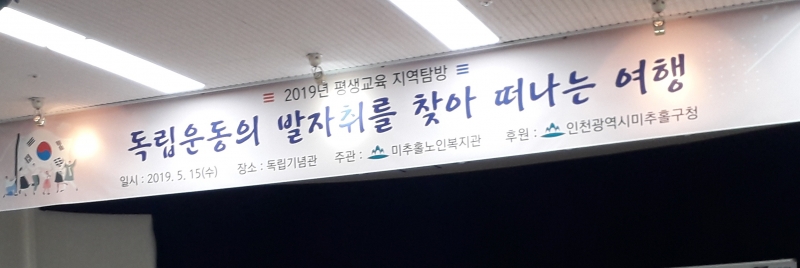 2019년 평생교육 지역탐방
독립운동의 발자취를 찾아 떠나는 여행
일시 : 2019. 5. 15(수) 장소 : 독립기념관 주관 : 미추홀노인복지관 후원 : 인천광역시미추홀구청